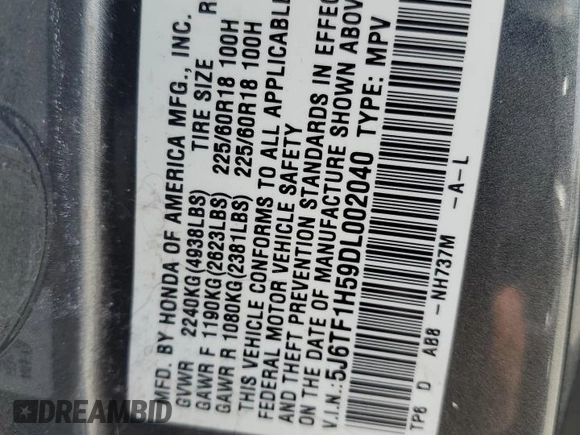 MFD. BY HONDA OF AMERICA MFG., INC.
GVWR 2240KG(4938LBS) TIRE SIZE R
GAWR F 1190KG(2623LBS) 225/60R18 100H
GAWR R 1080KG(2381LBS) 225/60R18 100H
THIS VEHICLE CONFORMS TO ALL APPLICABLE
FEDERAL MOTOR VEHICLE SAFETY
AND THEFT PREVENTION STANDARDS IN EFFEC
ON THE DATE OF MANUFACTURE SHOWN ABOV
V.I.N.: 5J6TF1H59DL002040 TYPE: MPV
TP6 D AB8 -NH737M -A-L
DREAMBID